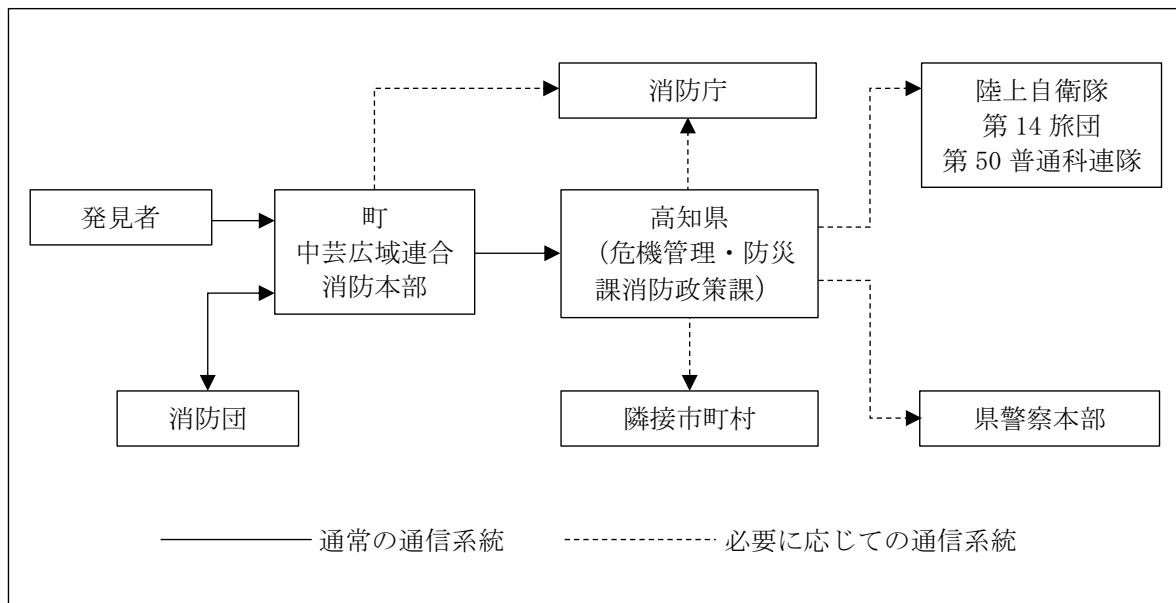 消防庁
陸上自衛隊
第 14 旅団
第 50 普通科連隊
発見者
町
中芸広域連合
消防本部
高知県
（危機管理・防災
課消防政策課）
消防団
隣接市町村
県警察本部
通常の通信系統
必要に応じての通信系統